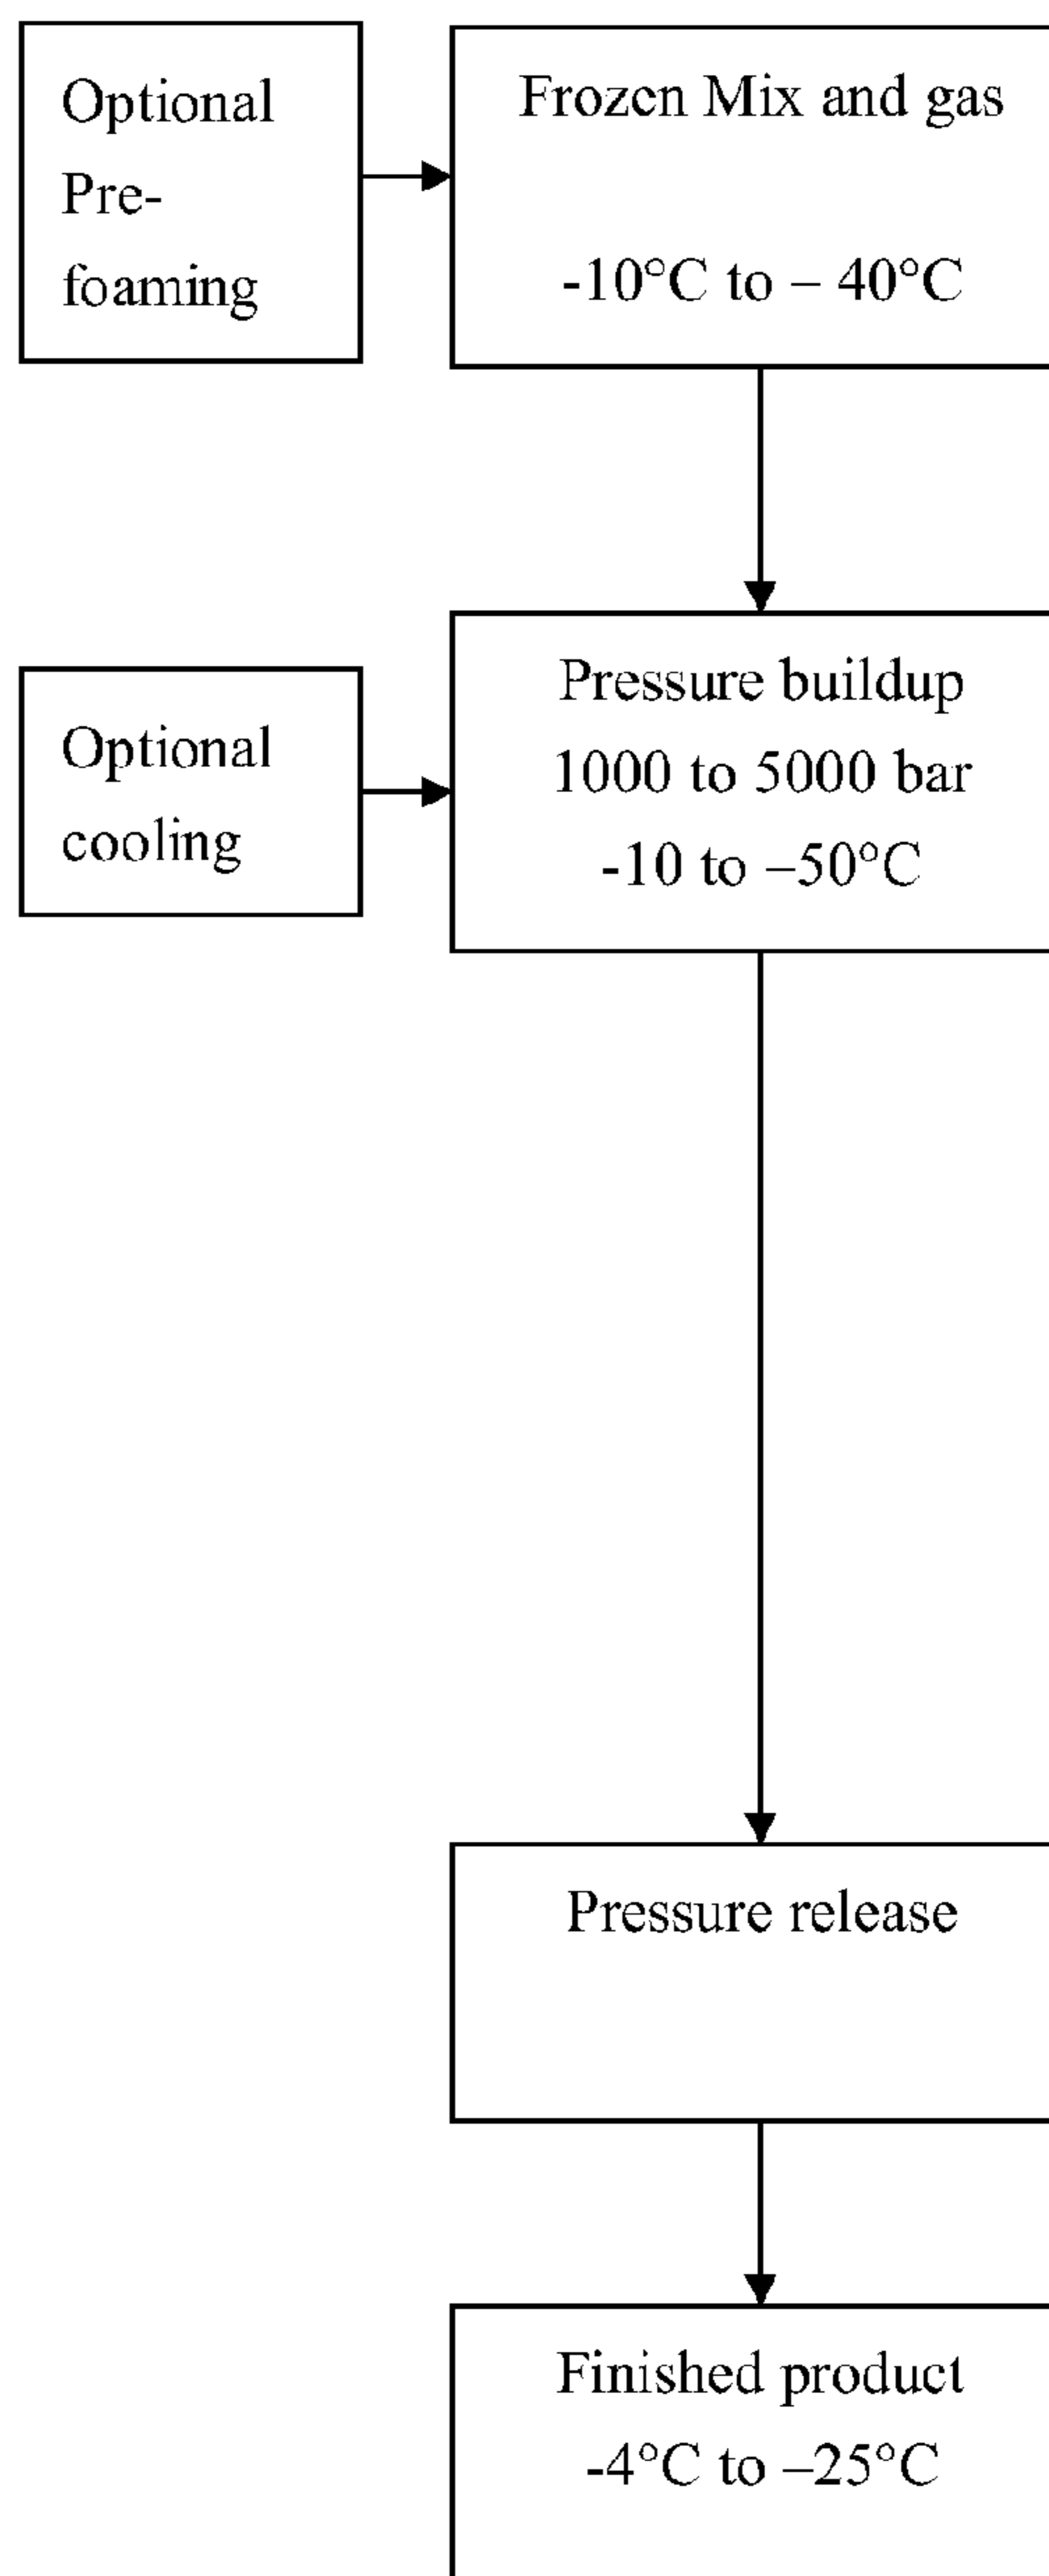 Optional
Pre-
foaming
Frozen Mix and gas
-10°C to – 40°C
Optional
cooling
Pressure buildup
1000 to 5000 bar
-10 to –50°C
Pressure release
Finished product
-4°C to –25°C